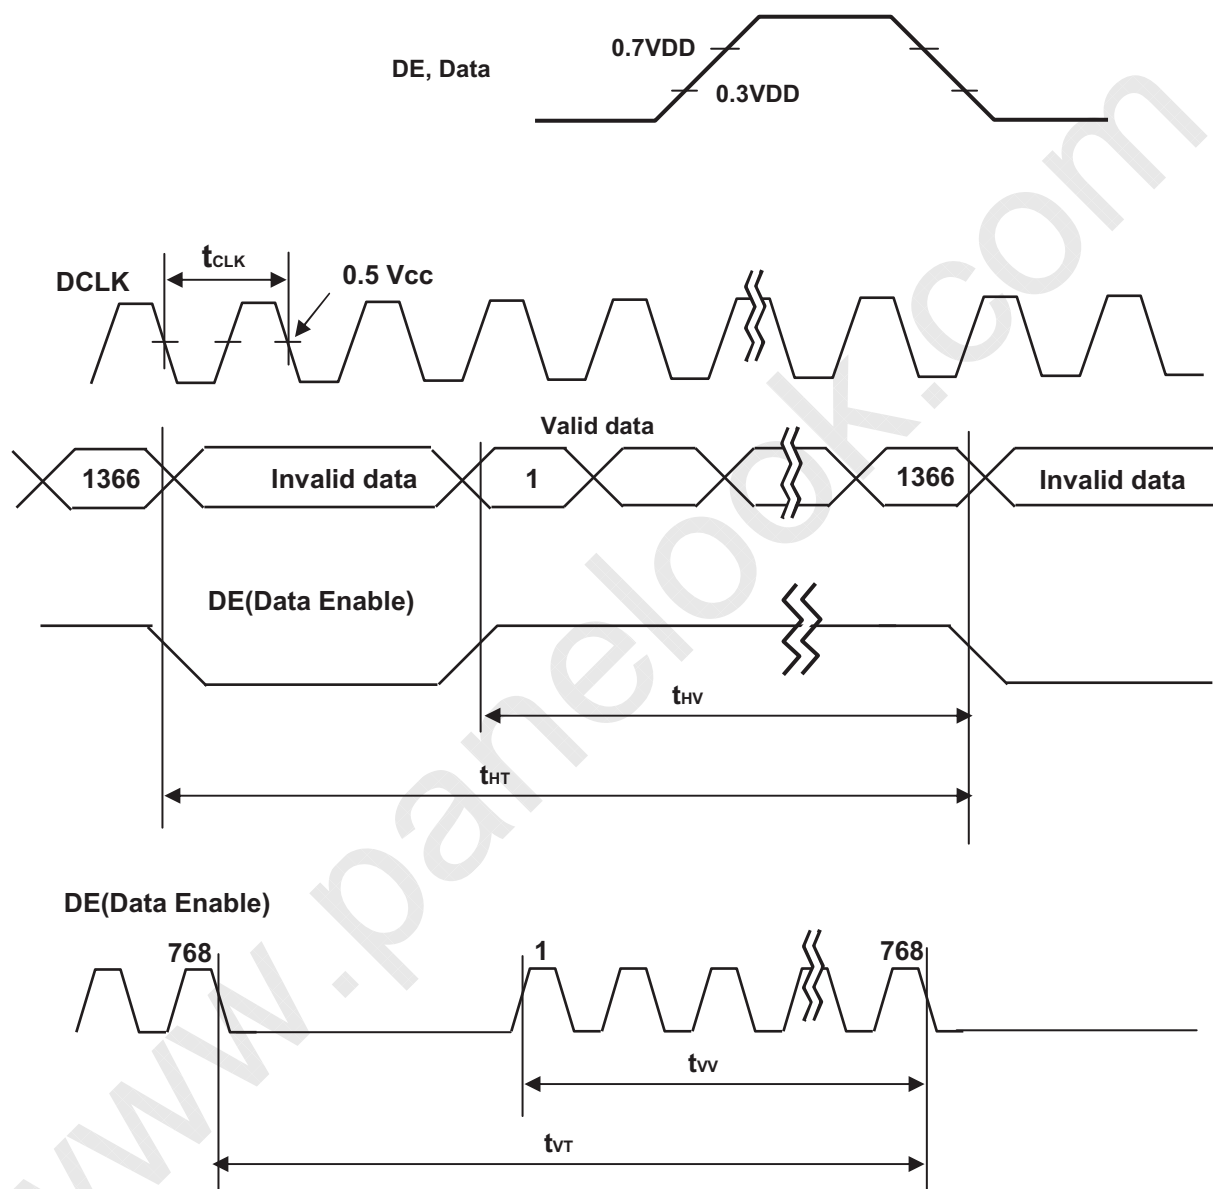 0.7VDD
DE, Data
0.3VDD
tCLK
DCLK
0.5 Vcc
Valid data
1366
Invalid data
1
1366
Invalid data
DE(Data Enable)
tHV
tHT
DE(Data Enable)
768
1
768
tVV
tVT
www.panelook.com